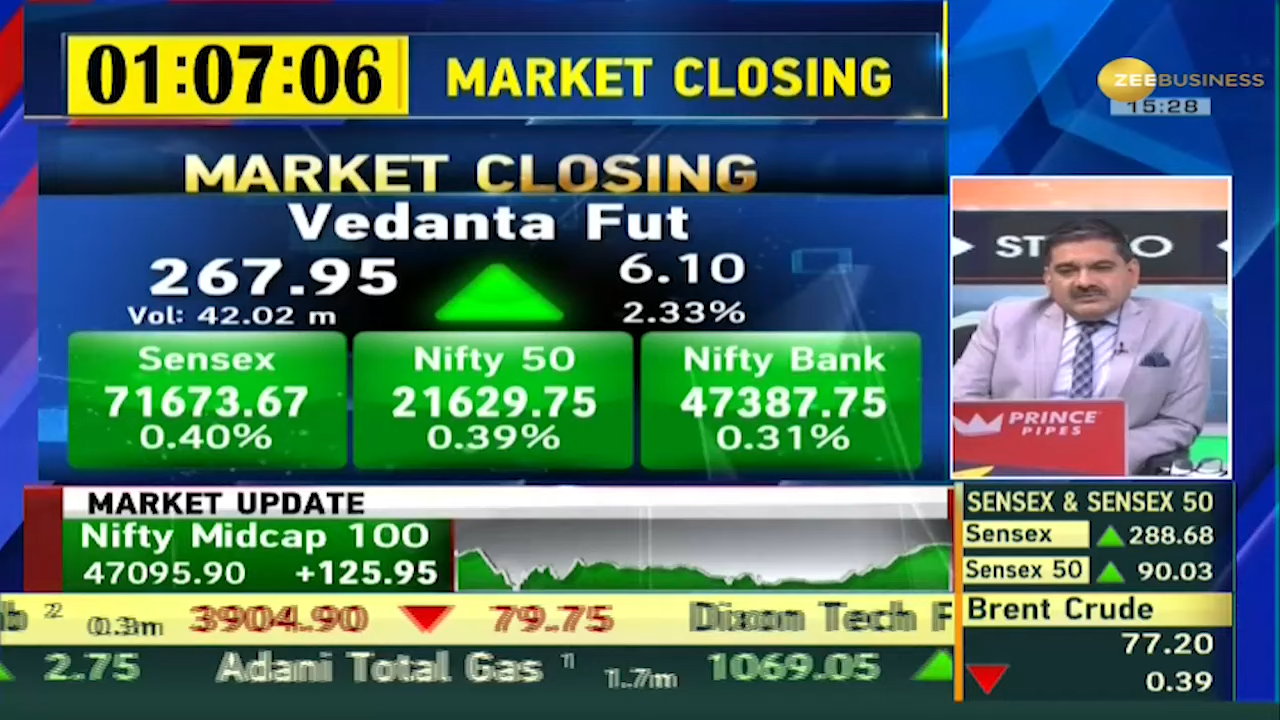 01:07:06
MARKET CLOSING
ZEEBUSINESS
15:28
MARKET CLOSING
Vedanta Fut
267.95
6.10
Vol: 42.02 m
2.33%
Sensex
71673.67
0.40%
Nifty 50
21629.75
0.39%
Nifty Bank
47387.75
0.31%
PRINCE
PIPES
MARKET UPDATE
Nifty Midcap 100
47095.90 +125.95
SENSEX & SENSEX 50
Sensex 288.68
Sensex 50 90.03
Brent Crude
77.20
0.39
0.3m 3904.90 79.75 Dixon Tech F
2.75 Adani Total Gas 1.7m 1069.05